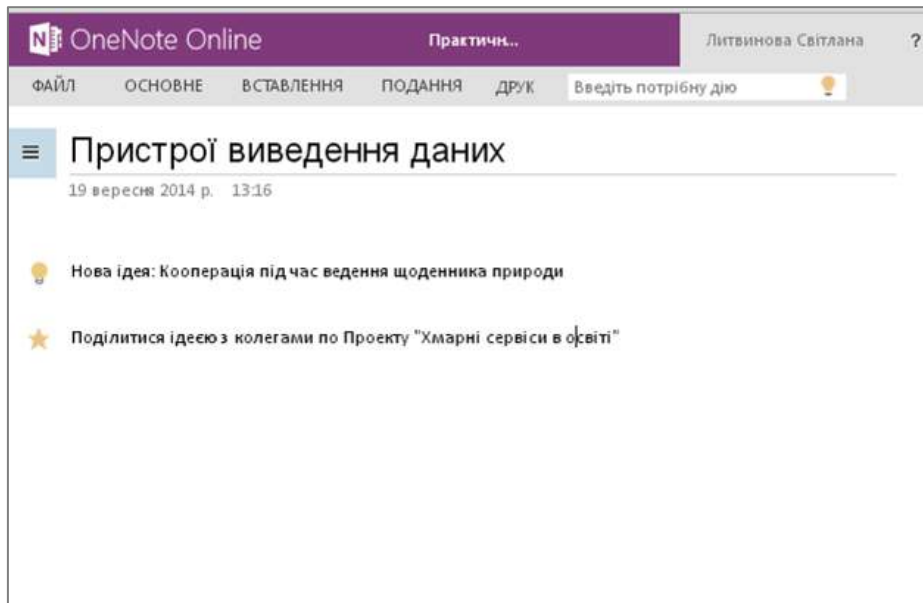 OneNote Online Практичн... Литвинова Світлана ?
ФАЙЛ ОСНОВНЕ ВСТАВЛЕННЯ ПОДАННЯ ДРУК Введіть потрібну дію
Пристрої виведення даних
19 вересня 2014 р. 13:16
Нова ідея: Кооперація під час ведення щоденника природи
Поділитися ідеєю з колегами по Проекту "Хмарні сервіси в освіті"